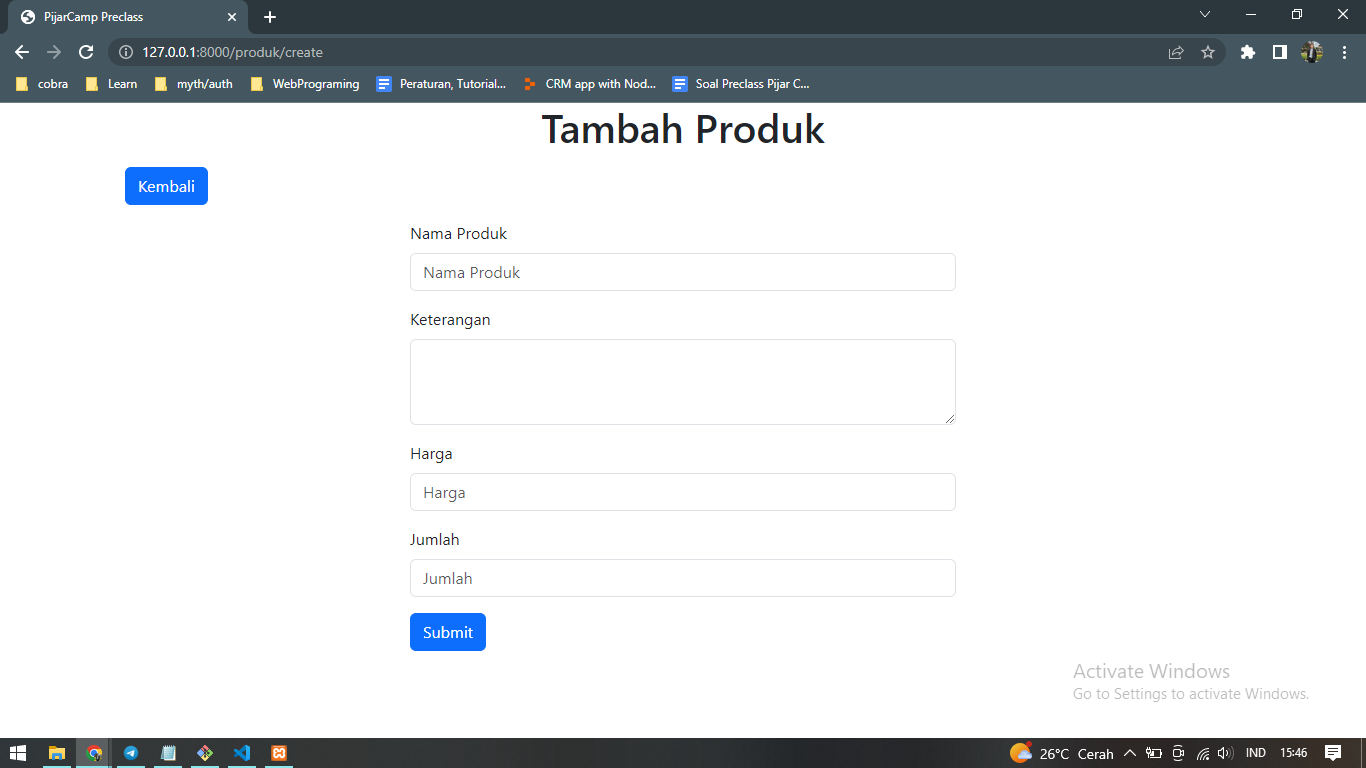 PijarCamp Preclass
127.0.0.1:8000/produk/create
cobra Learn myth/auth WebPrograming Peraturan, Tutorial... CRM app with Nod... Soal Preclass Pijar C...
Tambah Produk
Kembali
Nama Produk
Nama Produk
Keterangan
Harga
Harga
Jumlah
Jumlah
Submit
Activate Windows
Go to Settings to activate Windows.
26°C Cerah IND 15:46